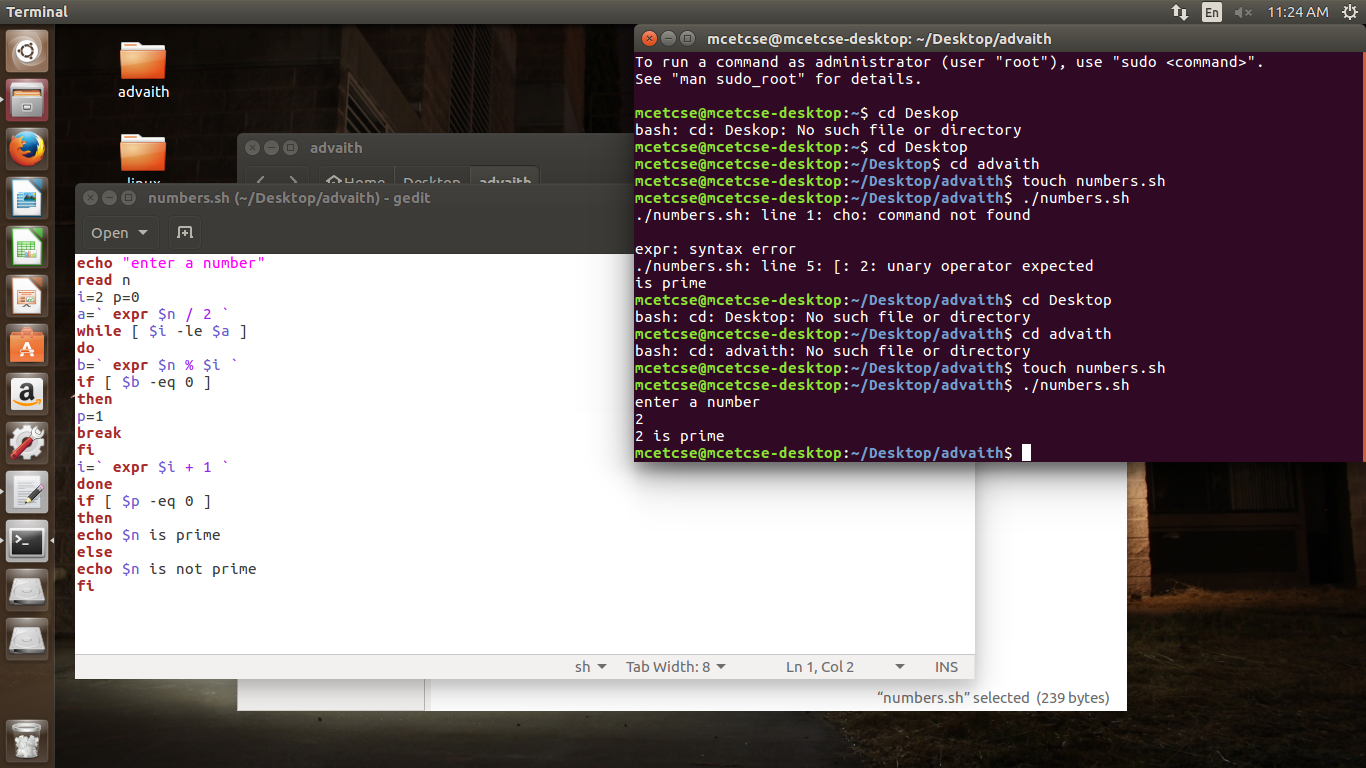 Terminal
En
11:24 AM
advaith
linux
advaith
Home Desktop advaith
numbers.sh (~/Desktop/advaith) - gedit
Open
echo "enter a number"
read n
i=2 p=0
a=` expr $n / 2 `
while [ $i -le $a ]
do
b=` expr $n % $i `
if [ $b -eq 0 ]
then
p=1
break
fi
i=` expr $i + 1 `
done
if [ $p -eq 0 ]
then
echo $n is prime
else
echo $n is not prime
fi
sh Tab Width: 8 Ln 1, Col 2 INS
“numbers.sh” selected (239 bytes)
mcetcse@mcetcse-desktop: ~/Desktop/advaith
To run a command as administrator (user "root"), use "sudo <command>".
See "man sudo_root" for details.
mcetcse@mcetcse-desktop:~$ cd Deskop
bash: cd: Deskop: No such file or directory
mcetcse@mcetcse-desktop:~$ cd Desktop
mcetcse@mcetcse-desktop:~/Desktop$ cd advaith
mcetcse@mcetcse-desktop:~/Desktop/advaith$ touch numbers.sh
mcetcse@mcetcse-desktop:~/Desktop/advaith$ ./numbers.sh
./numbers.sh: line 1: cho: command not found
expr: syntax error
./numbers.sh: line 5: [: 2: unary operator expected
is prime
mcetcse@mcetcse-desktop:~/Desktop/advaith$ cd Desktop
bash: cd: Desktop: No such file or directory
mcetcse@mcetcse-desktop:~/Desktop/advaith$ cd advaith
bash: cd: advaith: No such file or directory
mcetcse@mcetcse-desktop:~/Desktop/advaith$ touch numbers.sh
mcetcse@mcetcse-desktop:~/Desktop/advaith$ ./numbers.sh
enter a number
2
2 is prime
mcetcse@mcetcse-desktop:~/Desktop/advaith$